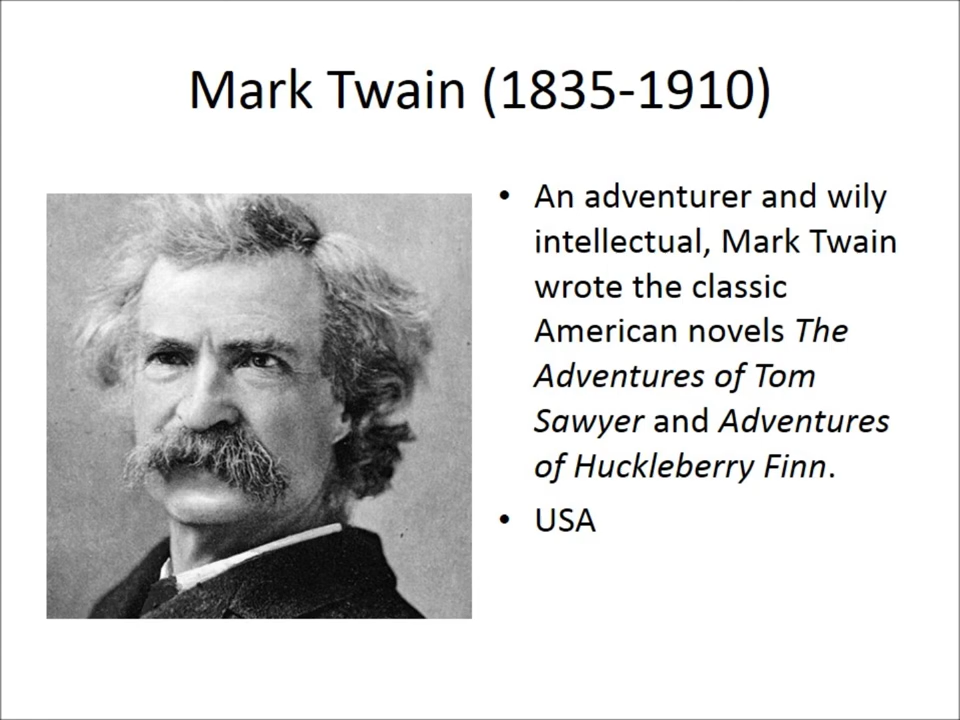 Mark Twain (1835-1910)
• An adventurer and wily
intellectual, Mark Twain
wrote the classic
American novels The
Adventures of Tom
Sawyer and Adventures
of Huckleberry Finn.
• USA